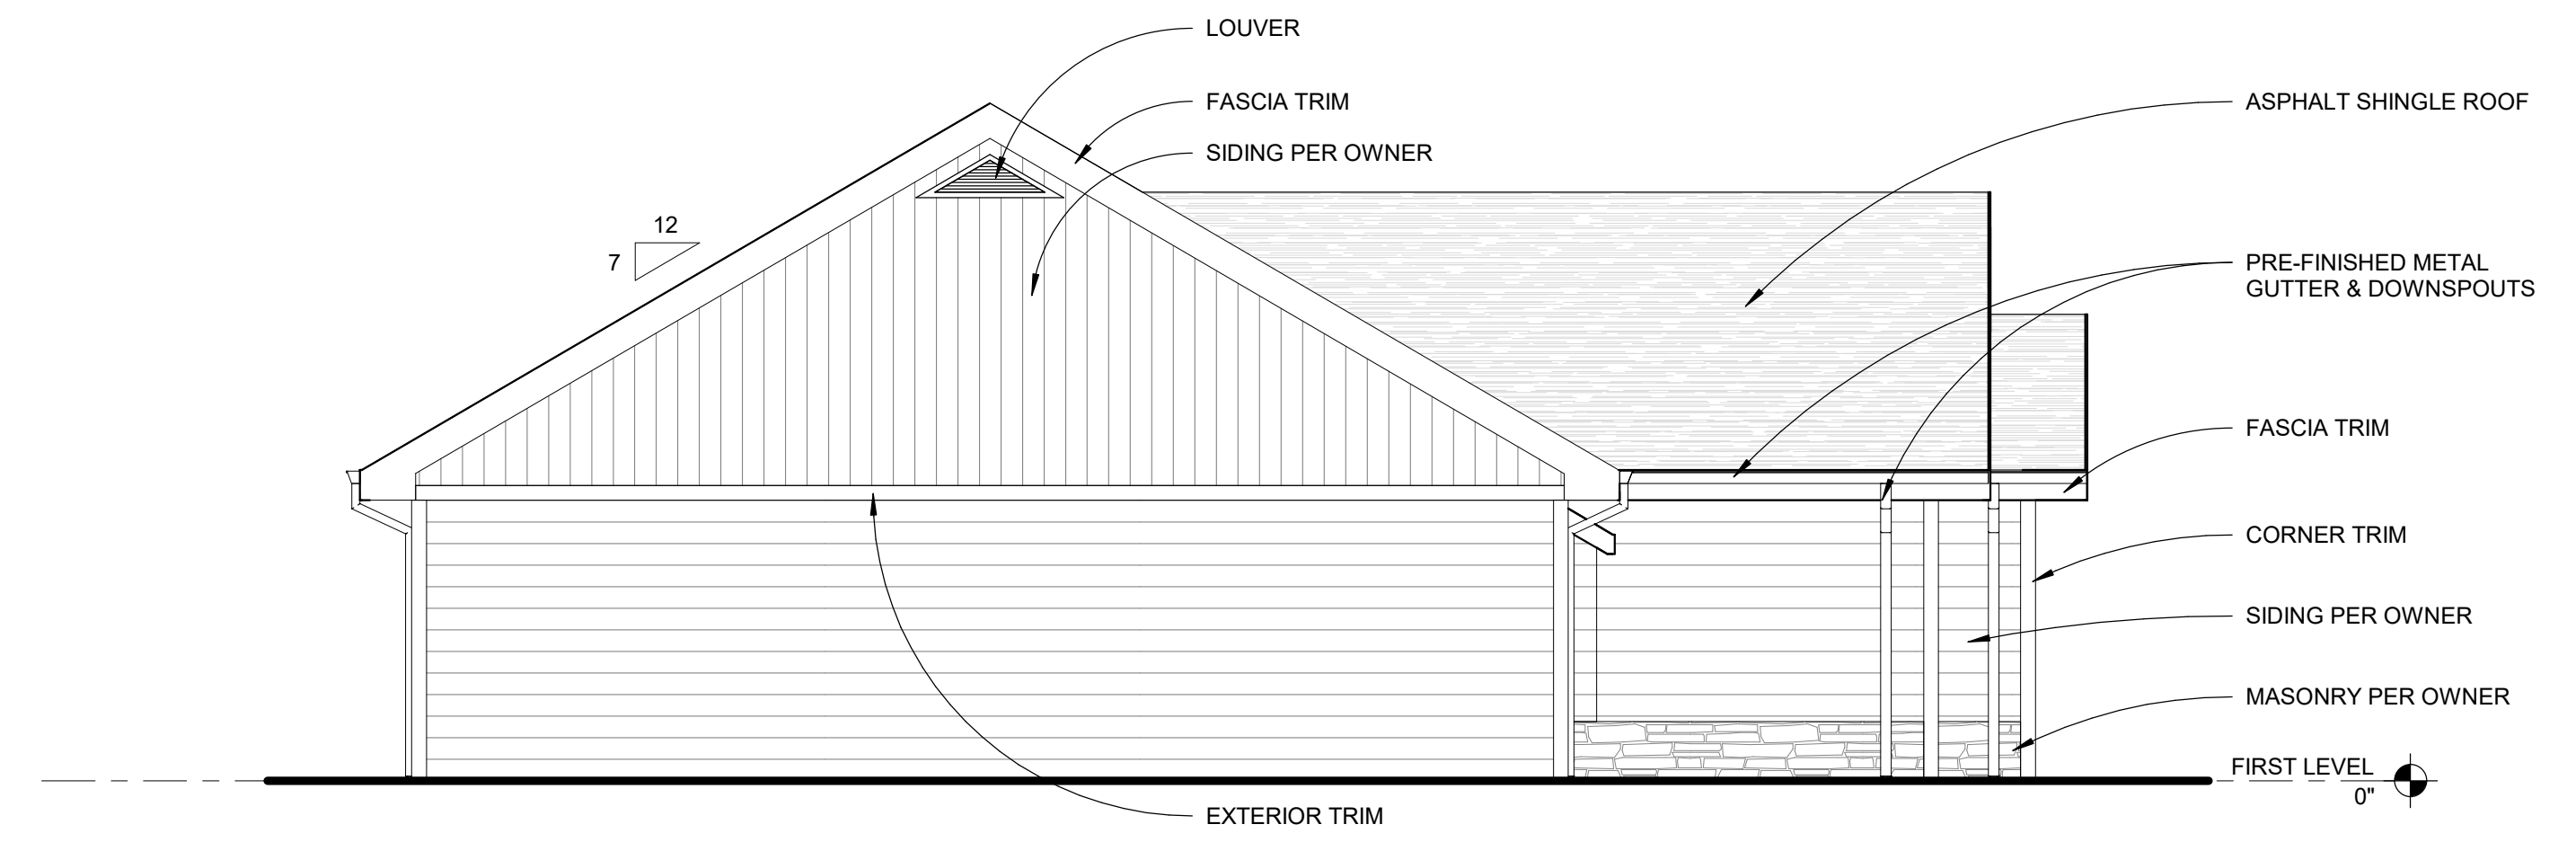 LOUVER
FASCIA TRIM
SIDING PER OWNER
12
7
ASPHALT SHINGLE ROOF
PRE-FINISHED METAL
GUTTER & DOWNSPOUTS
FASCIA TRIM
CORNER TRIM
SIDING PER OWNER
MASONRY PER OWNER
FIRST LEVEL
0"
EXTERIOR TRIM